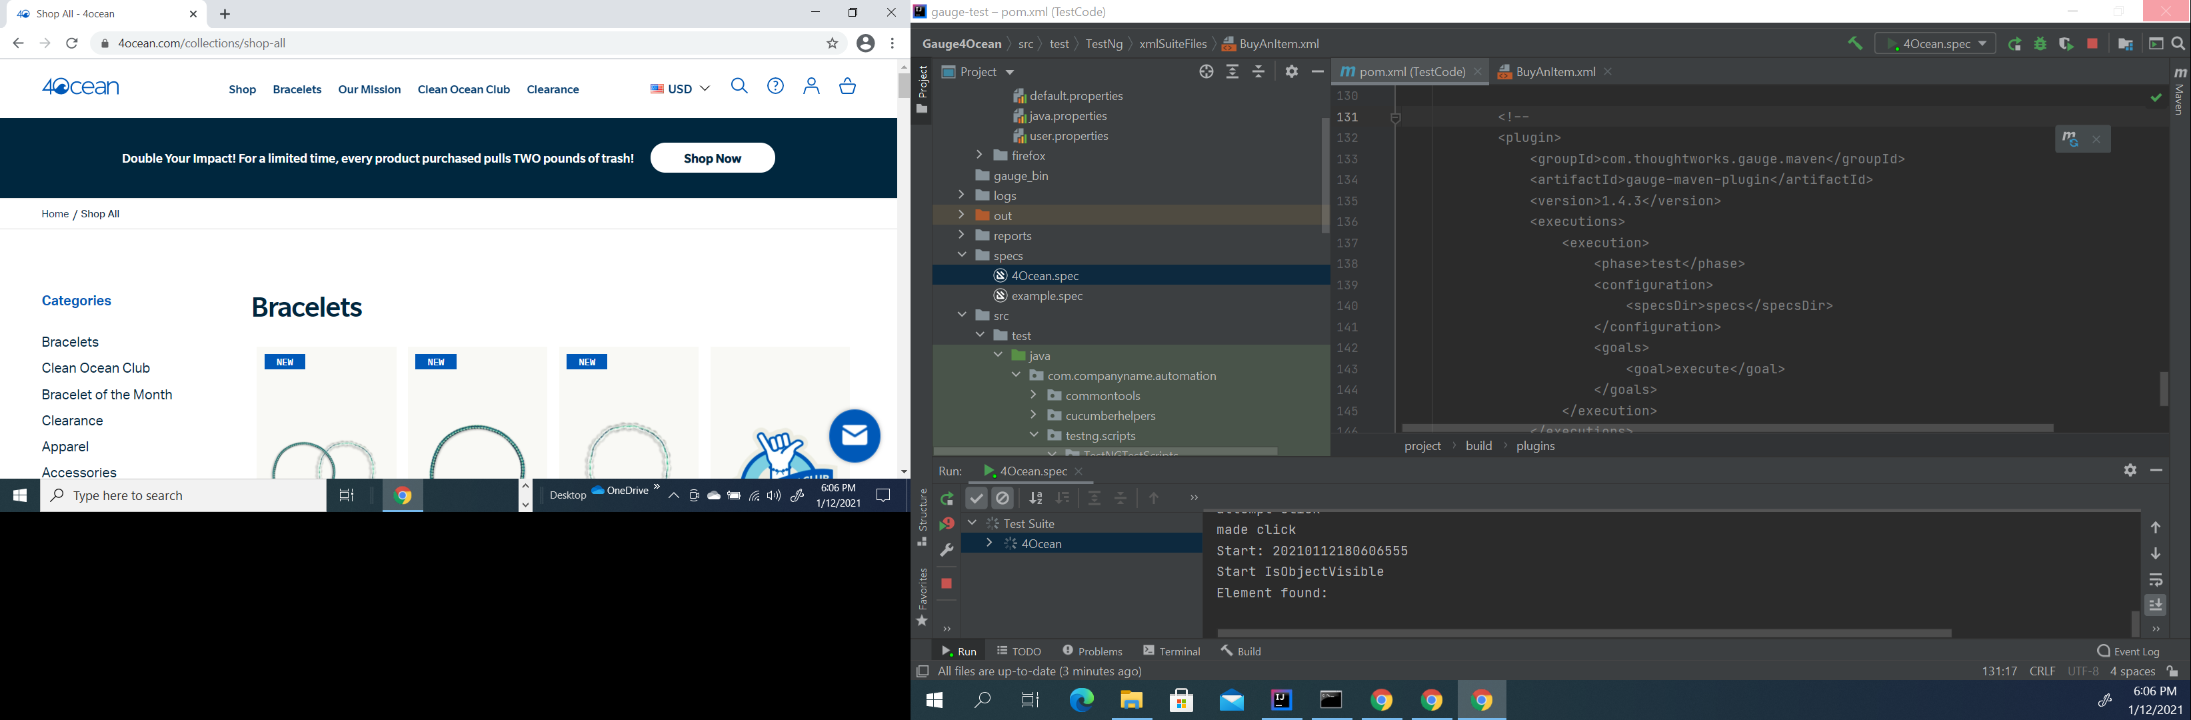 Shop All - 4ocean
4ocean.com/collections/shop-all
4Ocean
Shop Bracelets Our Mission Clean Ocean Club Clearance USD
Double Your Impact! For a limited time, every product purchased pulls TWO pounds of trash! Shop Now
Home / Shop All
Categories
Bracelets
Bracelets
Clean Ocean Club
Bracelet of the Month
Clearance
Apparel
Accessories
NEW
NEW
NEW
CLUB
Type here to search
Desktop OneDrive » 6:06 PM
1/12/2021
gauge-test – pom.xml (TestCode)
Gauge4Ocean › src › test › TestNg › xmlSuiteFiles › BuyAnItem.xml 4Ocean.spec
Project
Project
default.properties
java.properties
user.properties
firefox
gauge_bin
logs
out
reports
specs
4Ocean.spec
example.spec
src
test
java
com.companyname.automation
commontools
cucumberhelpers
testng.scripts
TestNGTestScripts
pom.xml (TestCode) BuyAnItem.xml
Maven
130
131 <!--
132 <plugin>
133 <groupId>com.thoughtworks.gauge.maven</groupId>
134 <artifactId>gauge-maven-plugin</artifactId>
135 <version>1.4.3</version>
136 <executions>
137 <execution>
138 <phase>test</phase>
139 <configuration>
140 <specsDir>specs</specsDir>
141 </configuration>
142 <goals>
143 <goal>execute</goal>
144 </goals>
145 </execution>
146 </executions>
project › build › plugins
Run: 4Ocean.spec
Structure
Favorites
Test Suite
4Ocean
Attempt click
made click
Start: 20210112180606555
Start IsObjectVisible
Element found:
Run TODO Problems Terminal Build Event Log
All files are up-to-date (3 minutes ago) 131:17 CRLF UTF-8 4 spaces
6:06 PM
1/12/2021